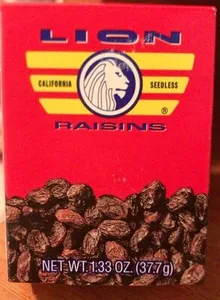 LION
CALIFORNIA SEEDLESS
®
RAISINS
NET WT. 1.33 OZ. (37.7g)